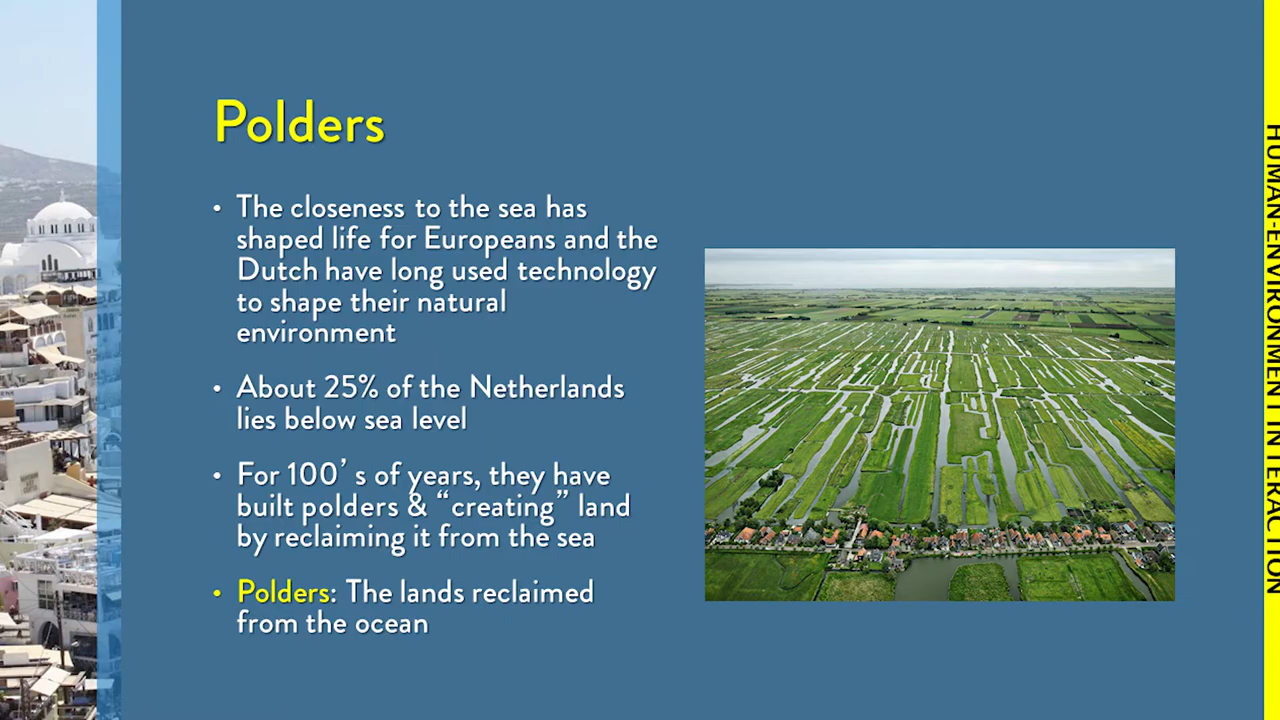 Polders
• The closeness to the sea has
shaped life for Europeans and the
Dutch have long used technology
to shape their natural
environment
• About 25% of the Netherlands
lies below sea level
• For 100’s of years, they have
built polders & “creating” land
by reclaiming it from the sea
• Polders: The lands reclaimed
from the ocean
HUMAN-ENVIRONMENT INTERACTION